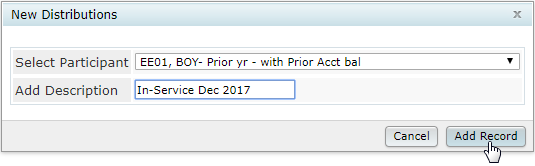 New Distributions x
Select Participant EE01, BOY- Prior yr - with Prior Acct bal
Add Description In-Service Dec 2017
Cancel Add Record